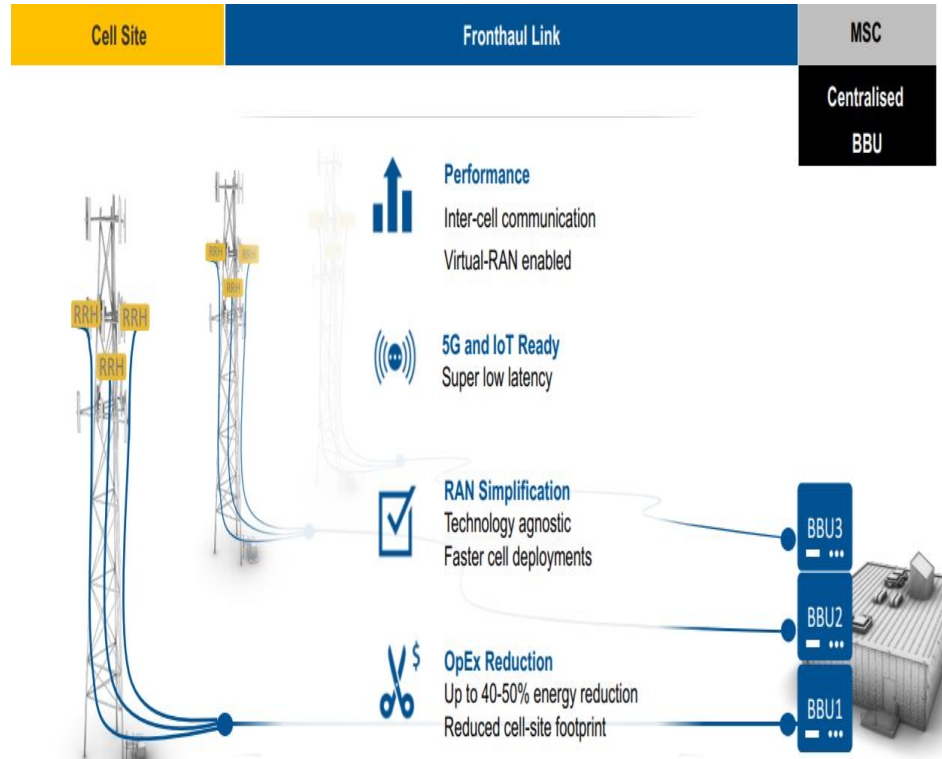 Cell Site
Fronthaul Link
MSC
Centralised
BBU
Performance
Inter-cell communication
Virtual-RAN enabled
RRH
RRH
RRH
RRH
RRH
RRH
5G and IoT Ready
Super low latency
RAN Simplification
Technology agnostic
Faster cell deployments
BBU3
BBU2
$
OpEx Reduction
Up to 40-50% energy reduction
Reduced cell-site footprint
BBU1